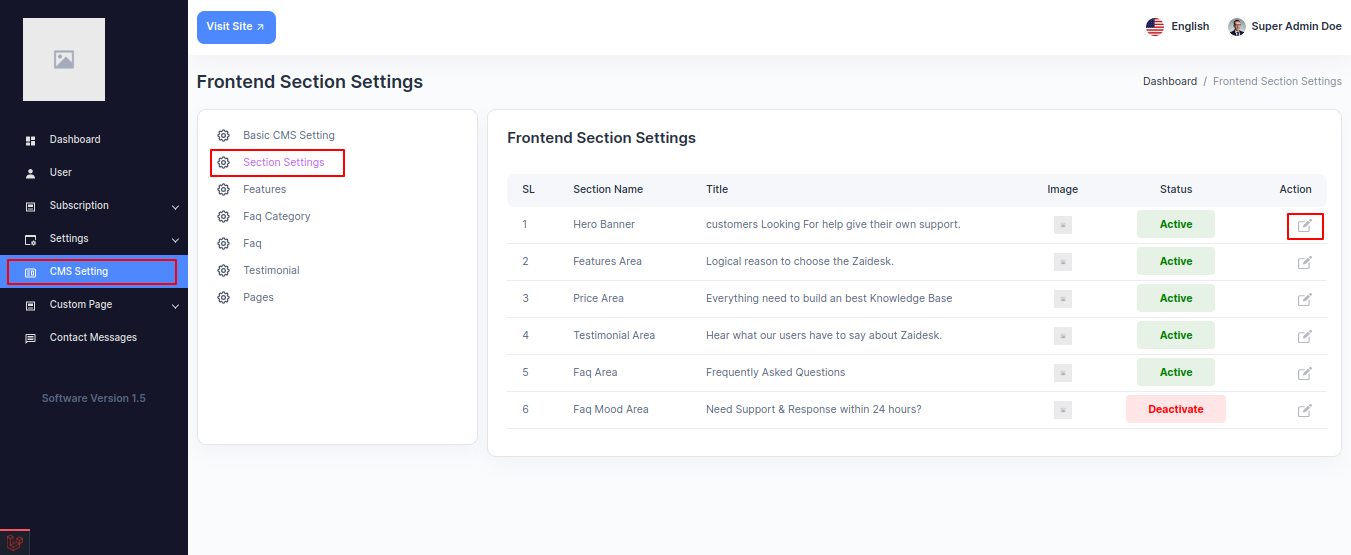 Visit Site
English
Super Admin Doe
Dashboard
User
Subscription
Settings
CMS Setting
Custom Page
Contact Messages
Software Version 1.5
Frontend Section Settings
Dashboard / Frontend Section Settings
Basic CMS Setting
Section Settings
Features
Faq Category
Faq
Testimonial
Pages
Frontend Section Settings
SL Section Name Title Image Status Action
1 Hero Banner customers Looking For help give their own support. Active
2 Features Area Logical reason to choose the Zaidesk. Active
3 Price Area Everything need to build an best Knowledge Base Active
4 Testimonial Area Hear what our users have to say about Zaidesk. Active
5 Faq Area Frequently Asked Questions Active
6 Faq Mood Area Need Support & Response within 24 hours? Deactivate